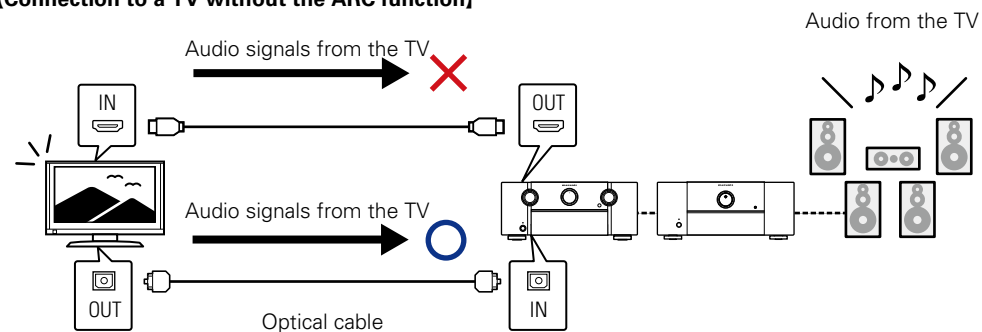 【Connection to a TV without the ARC function】
Audio from the TV
Audio signals from the TV
IN
OUT
Audio signals from the TV
OUT
IN
Optical cable